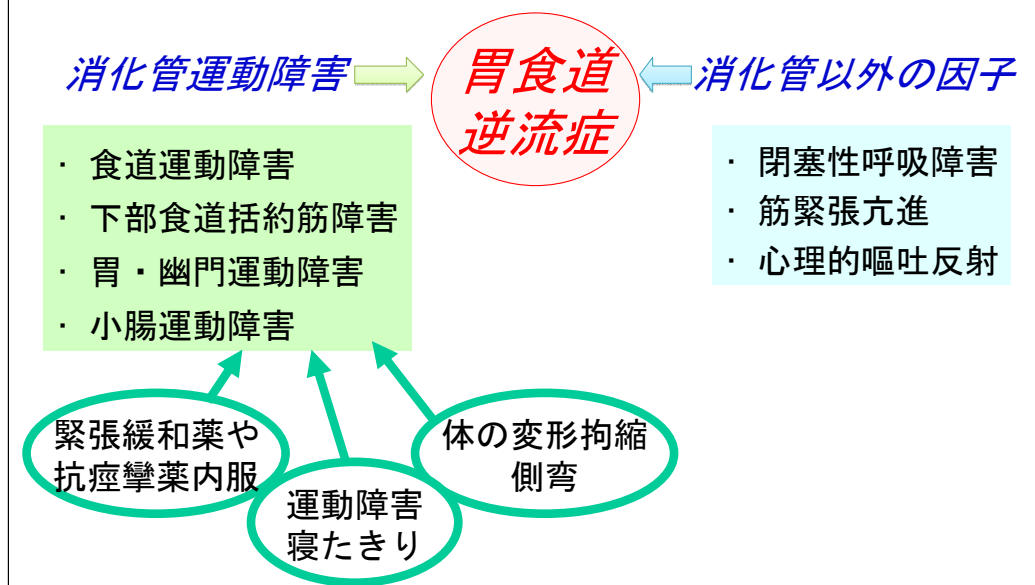 消化管運動障害
胃食道
逆流症
消化管以外の因子
・ 食道運動障害
・ 下部食道括約筋障害
・ 胃・幽門運動障害
・ 小腸運動障害
・ 閉塞性呼吸障害
・ 筋緊張亢進
・ 心理的嘔吐反射
緊張緩和薬や
抗痙攣薬内服
運動障害
寝たきり
体の変形拘縮
側弯